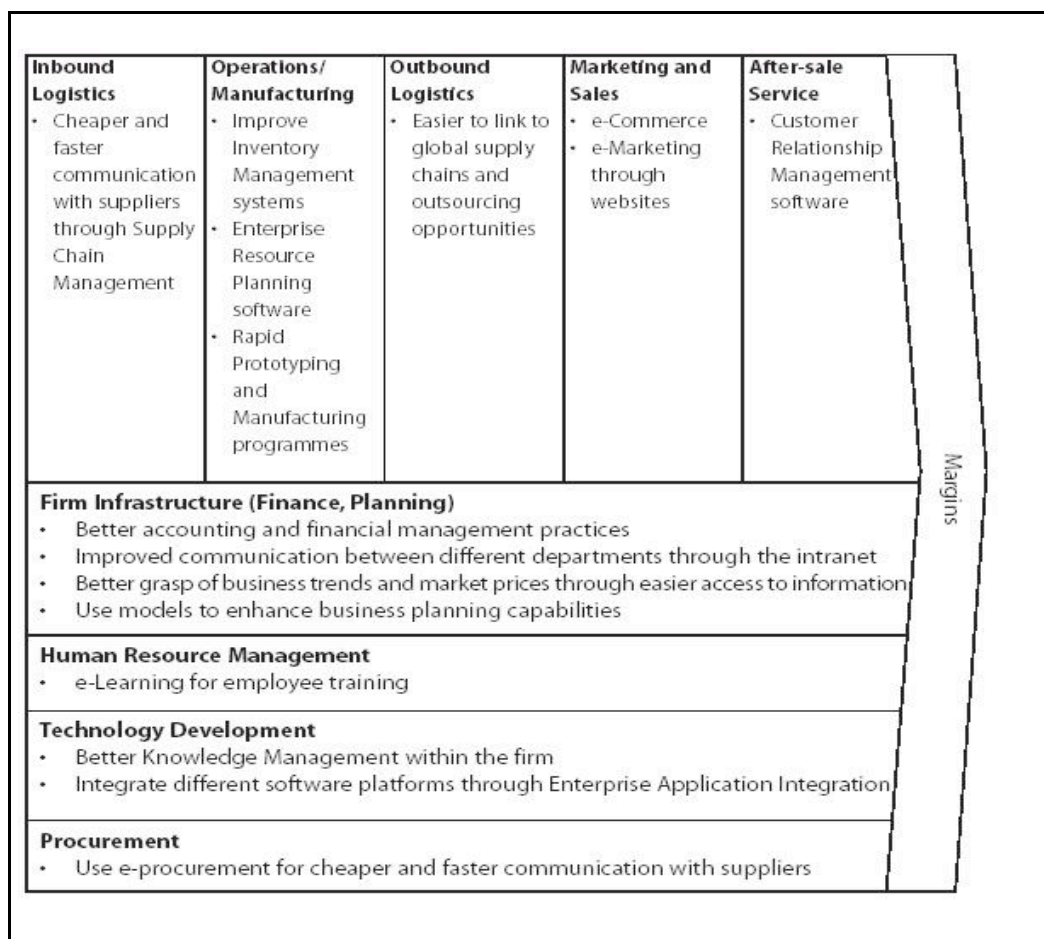 Inbound
Logistics
• Cheaper and
faster
communication
with suppliers
through Supply
Chain
Management
Operations/
Manufacturing
• Improve
Inventory
Management
systems
• Enterprise
Resource
Planning
software
• Rapid
Prototyping
and
Manufacturing
programmes
Outbound
Logistics
• Easier to link to
global supply
chains and
outsourcing
opportunities
Marketing and
Sales
• e-Commerce
• e-Marketing
through
websites
After-sale
Service
• Customer
Relationship
Management
software
Firm Infrastructure (Finance, Planning)
• Better accounting and financial management practices
• Improved communication between different departments through the intranet
• Better grasp of business trends and market prices through easier access to information
• Use models to enhance business planning capabilities
Human Resource Management
• e-Learning for employee training
Technology Development
• Better Knowledge Management within the firm
• Integrate different software platforms through Enterprise Application Integration
Procurement
• Use e-procurement for cheaper and faster communication with suppliers
Margins